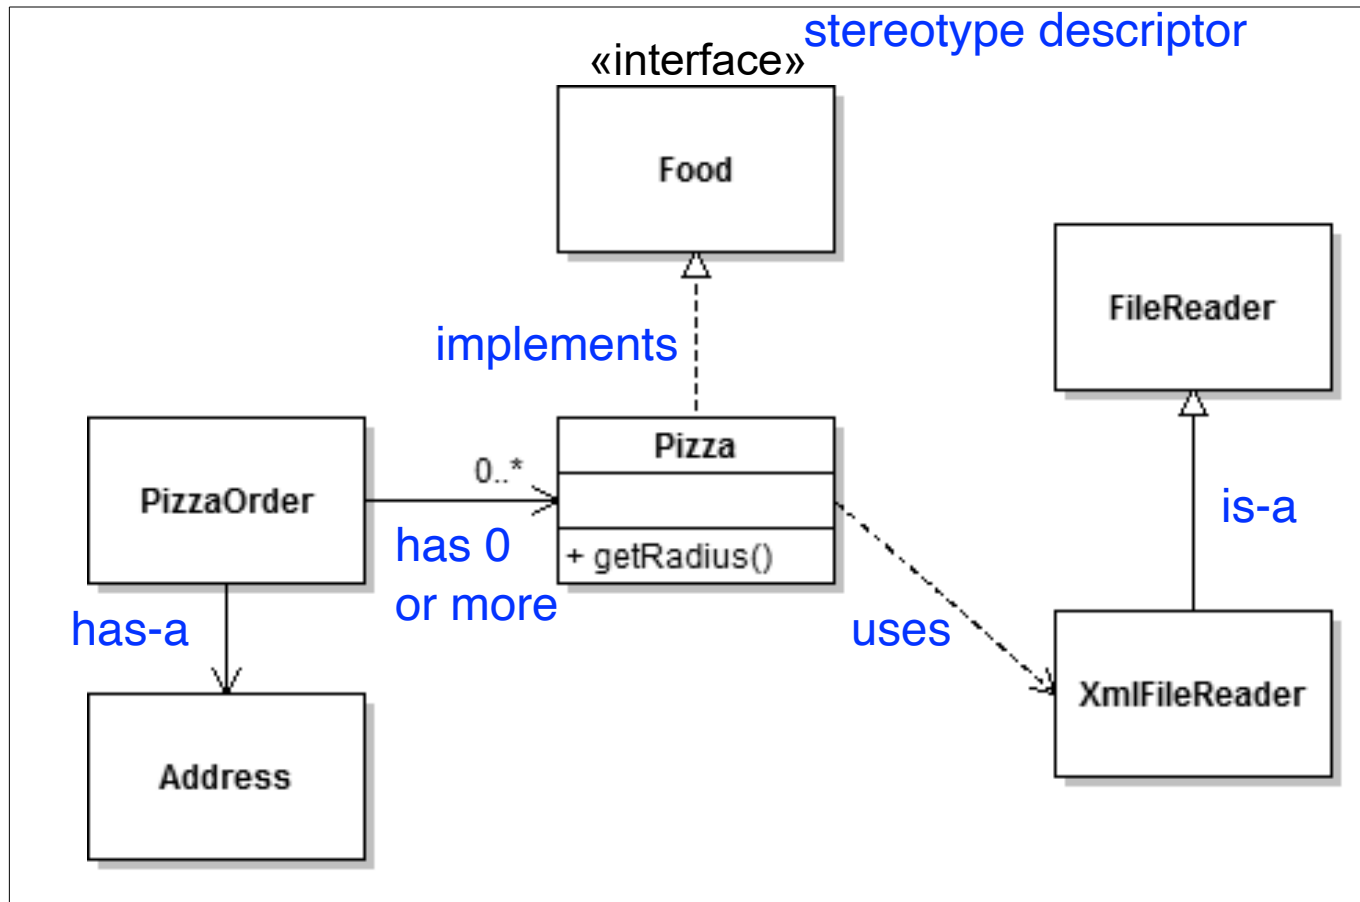 stereotype descriptor
«interface»
Food
FileReader
implements
Pizza
0..*
PizzaOrder
is-a
has 0
+ getRadius()
or more
has-a
uses
XmlFileReader
Address